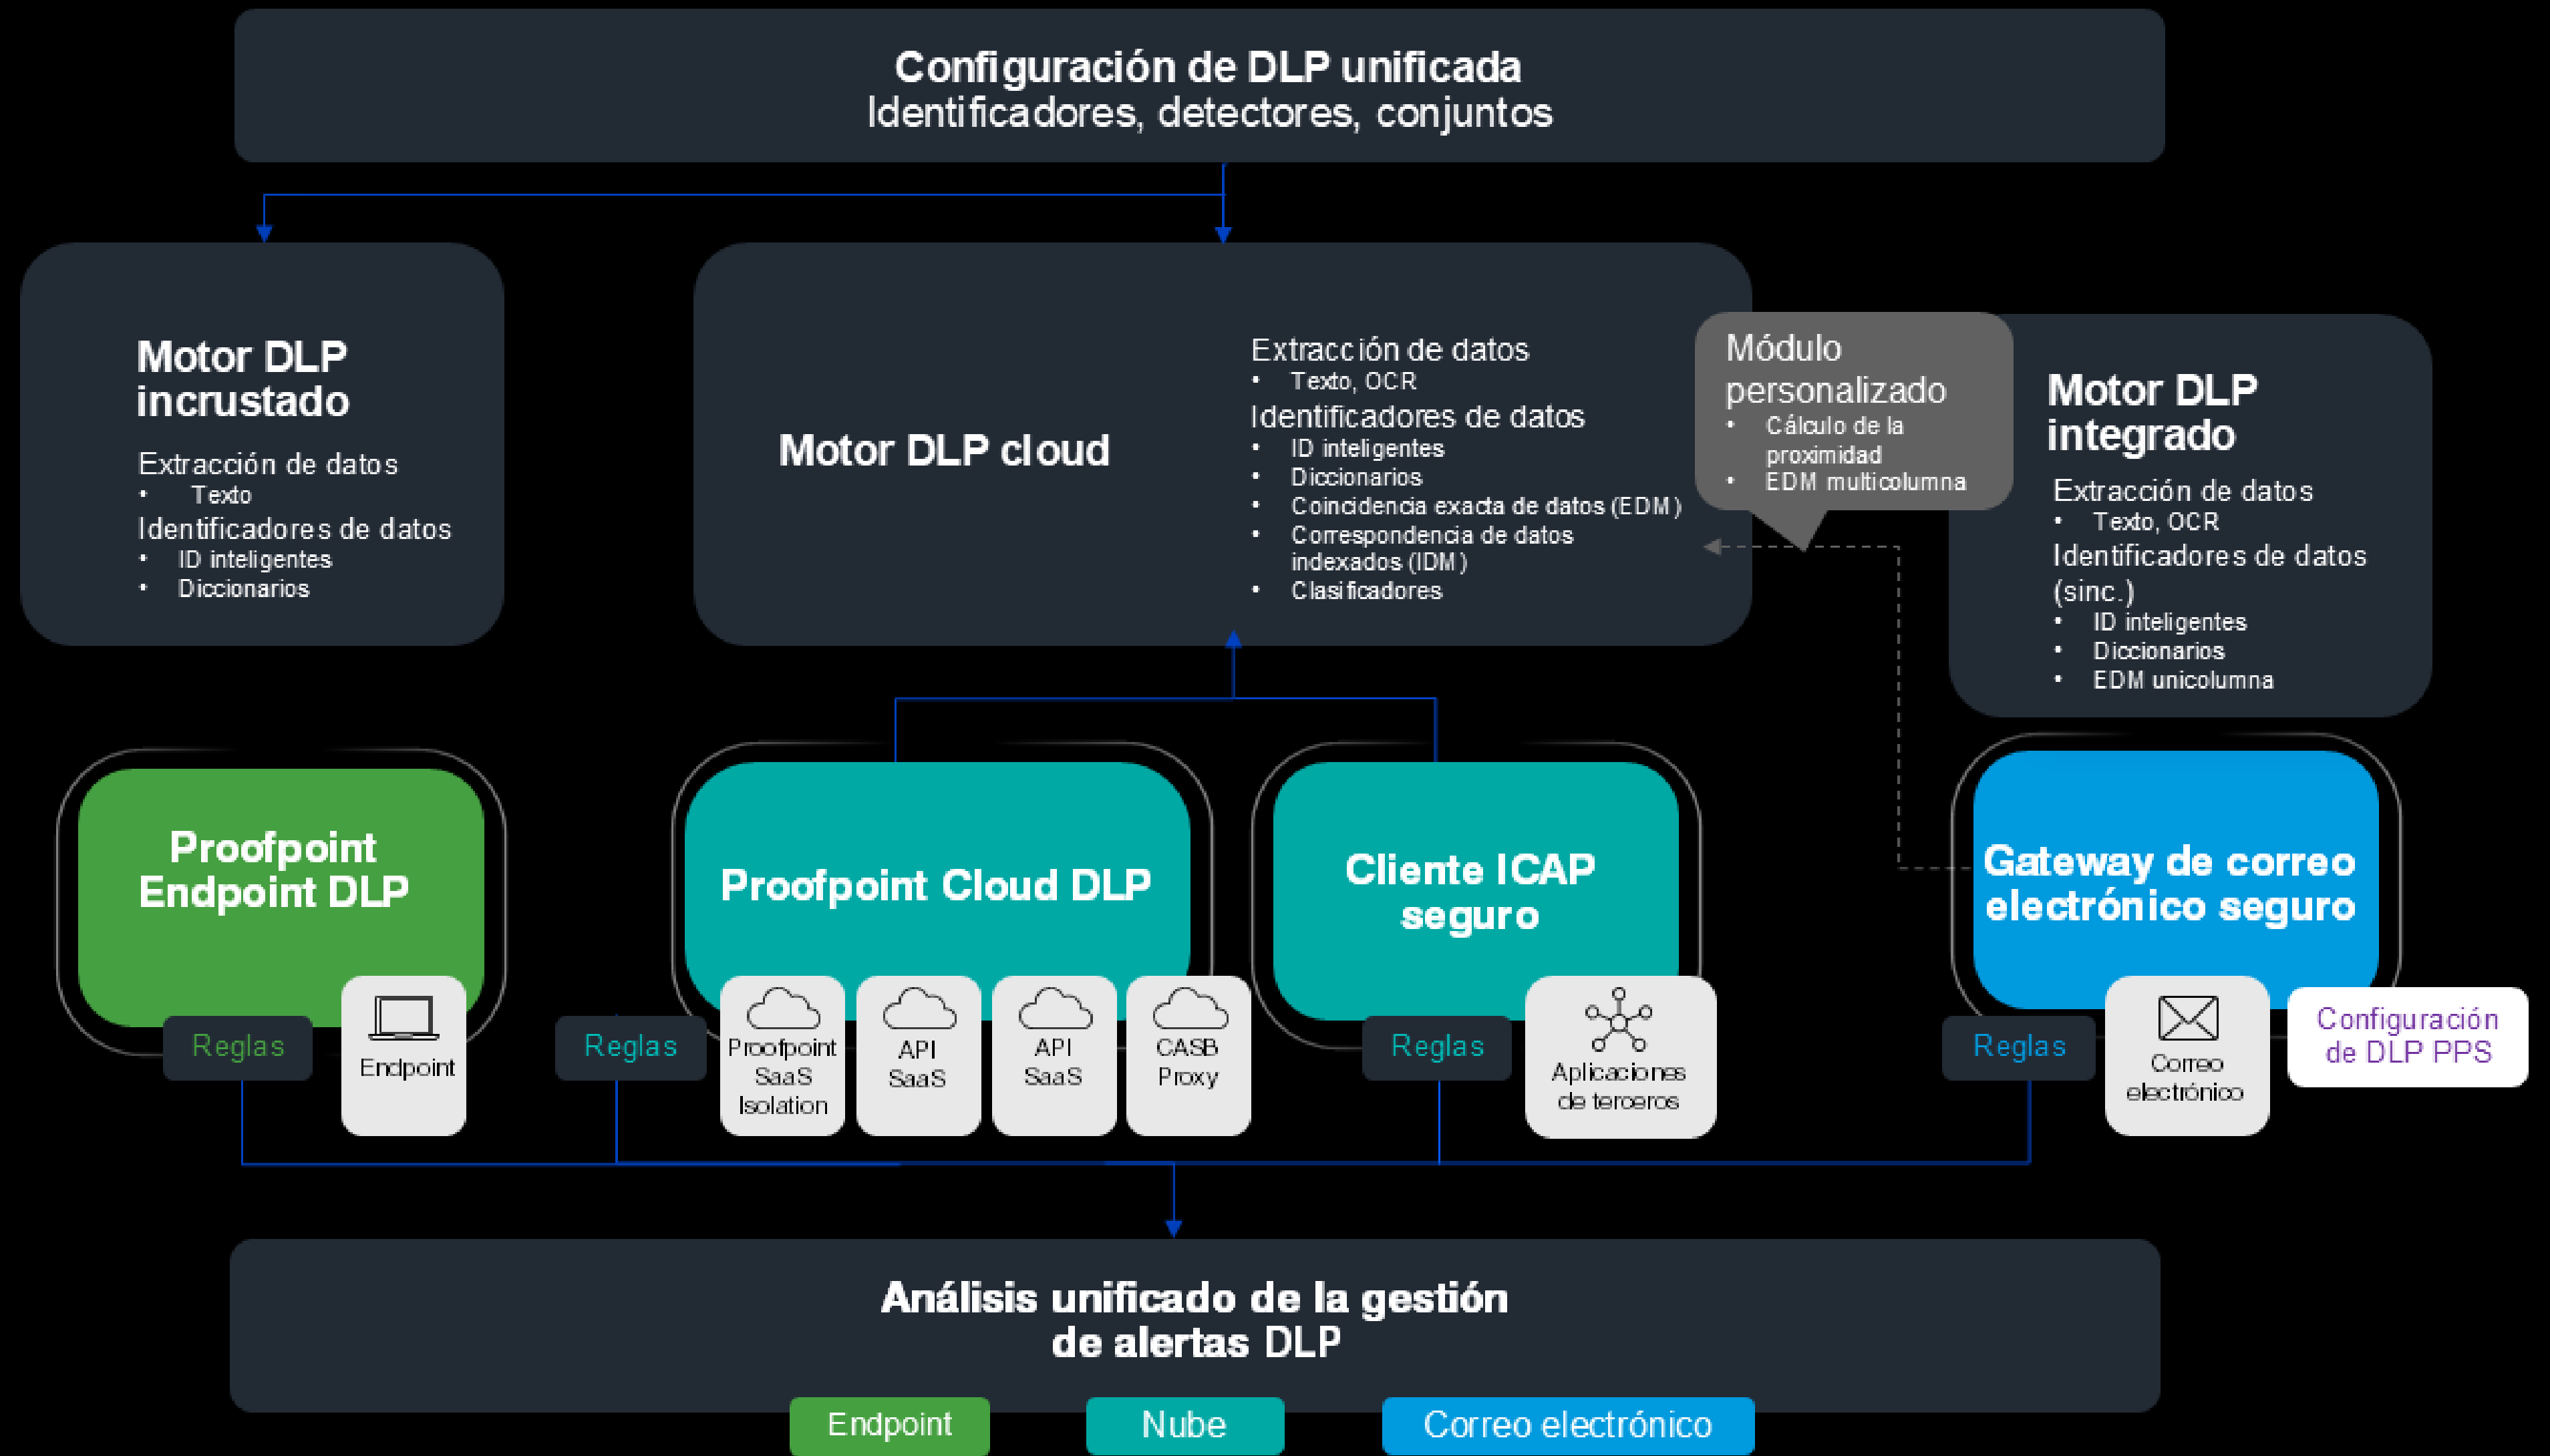 Configuración de DLP unificada
Identificadores, detectores, conjuntos
Motor DLP
incrustado
Extracción de datos
• Texto
Identificadores de datos
• ID inteligentes
• Diccionarios
Motor DLP cloud
Extracción de datos
• Texto, OCR
Identificadores de datos
• ID inteligentes
• Diccionarios
• Coincidencia exacta de datos (EDM)
• Correspondencia de datos
indexados (IDM)
• Clasificadores
Módulo
personalizado
• Cálculo de la
proximidad
• EDM multicolumna
Motor DLP
integrado
Extracción de datos
• Texto, OCR
Identificadores de datos
(sinc.)
• ID inteligentes
• Diccionarios
• EDM unicolumna
Proofpoint
Endpoint DLP
Reglas
Endpoint
Proofpoint Cloud DLP
Reglas
Proofpoint
SaaS
Isolation
API
SaaS
API
SaaS
CASB
Proxy
Cliente ICAP
seguro
Reglas
Aplicaciones
de terceros
Gateway de correo
electrónico seguro
Reglas
Correo
electrónico
Configuración
de DLP PPS
Análisis unificado de la gestión
de alertas DLP
Endpoint
Nube
Correo electrónico